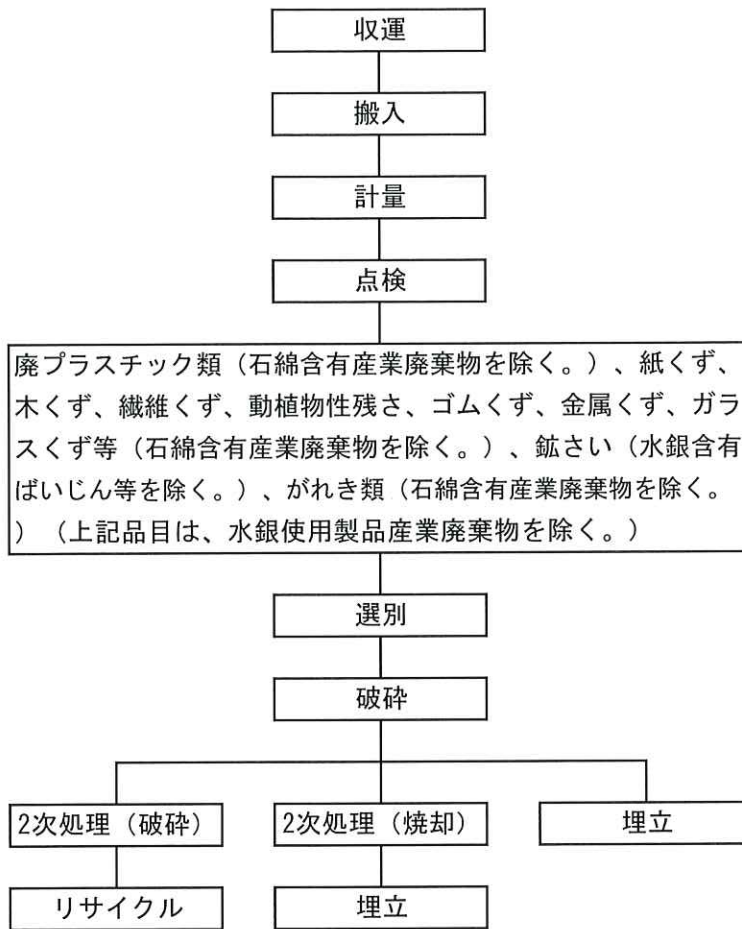 収運
搬入
計量
点検
廃プラスチック類（石綿含有産業廃棄物を除く。）、紙くず、
木くず、繊維くず、動植物性残さ、ゴムくず、金属くず、ガラ
スくず等（石綿含有産業廃棄物を除く。）、鉱さい（水銀含有
ばいじん等を除く。）、がれき類（石綿含有産業廃棄物を除く。
）（上記品目は、水銀使用製品産業廃棄物を除く。）
選別
破砕
2次処理（破砕）
2次処理（焼却）
埋立
リサイクル
埋立